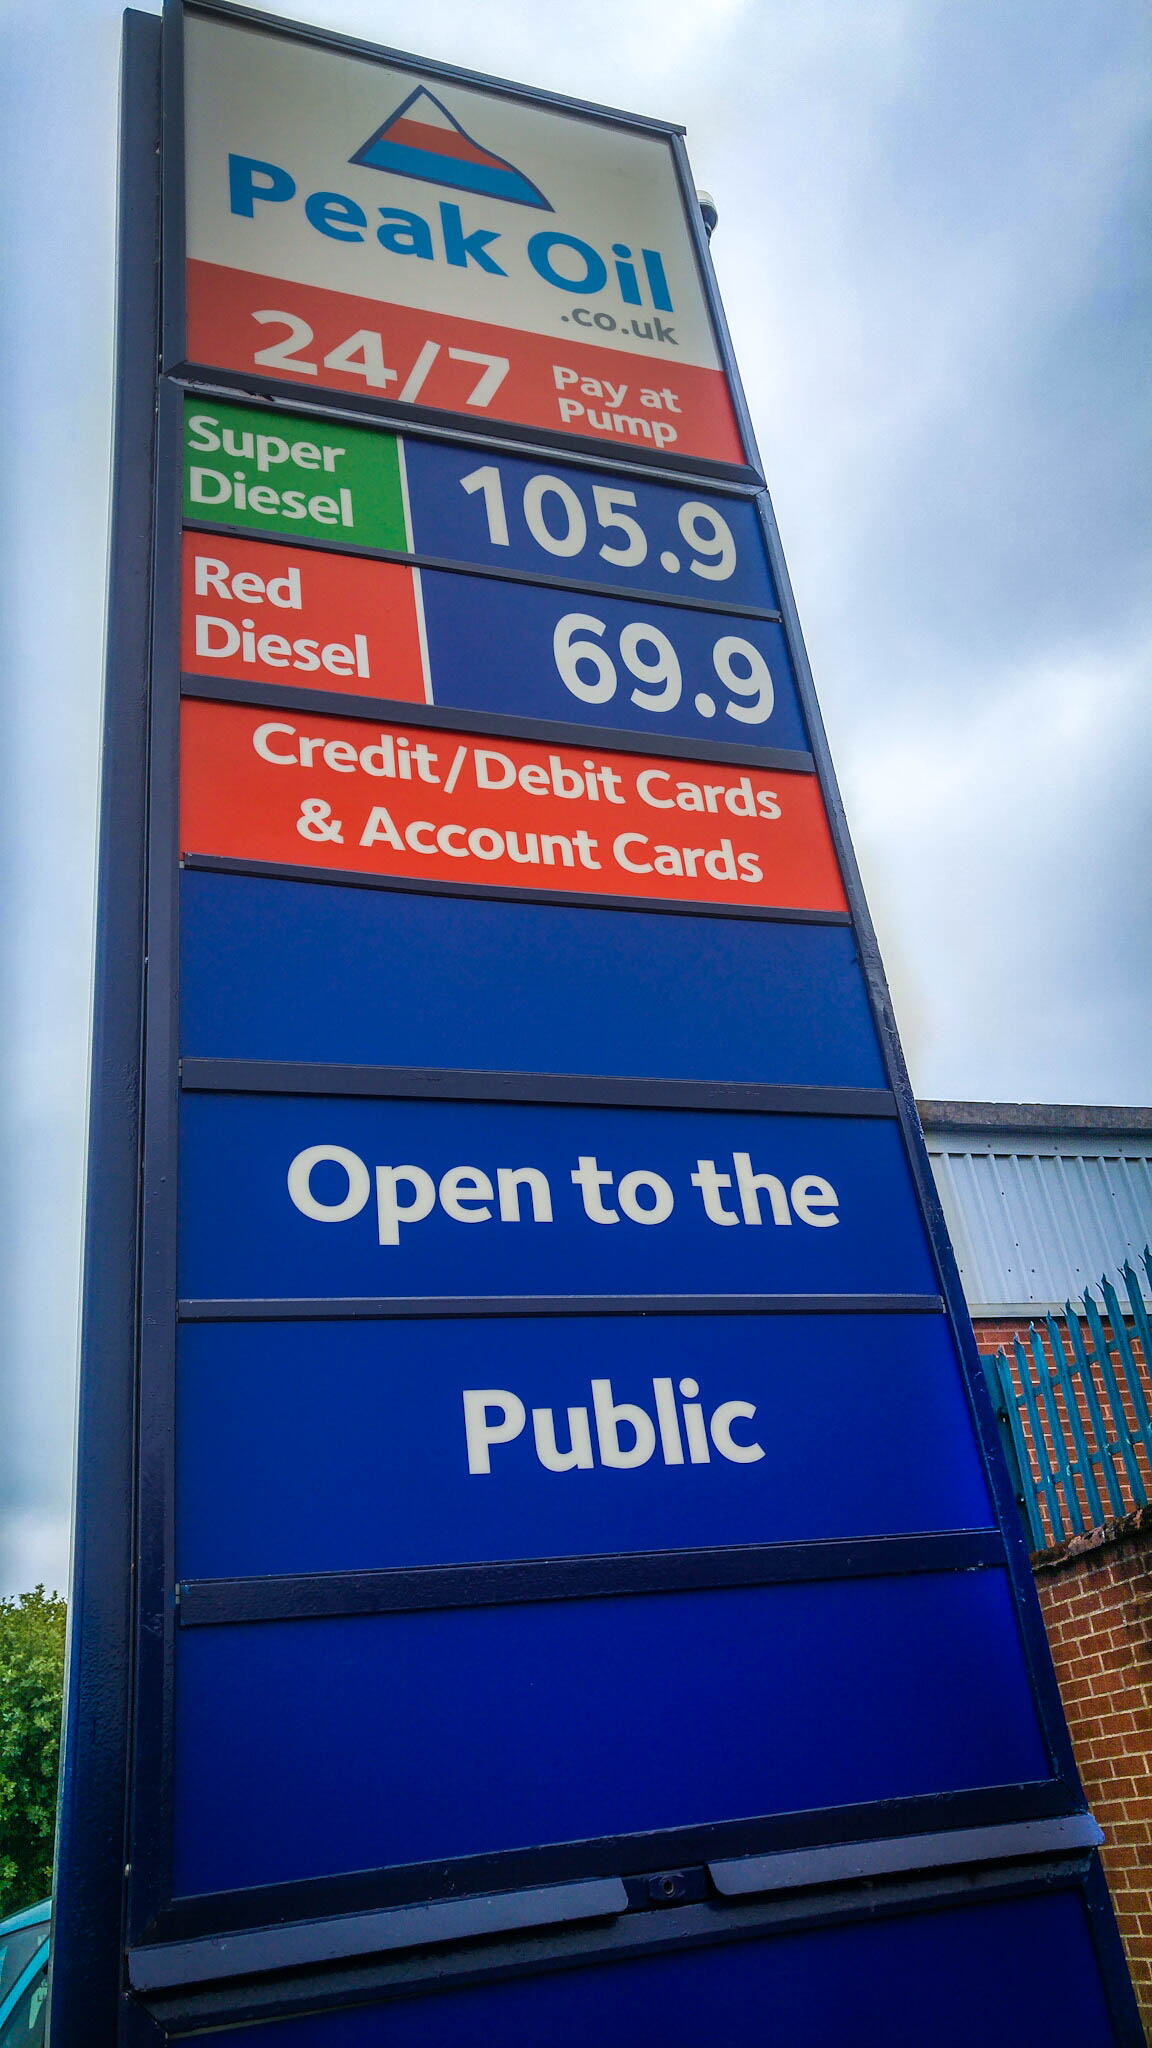 Peak Oil
.co.uk
24/7 Pay at
Pump
Super
Diesel
105.9
Red
Diesel
69.9
Credit/Debit Cards
& Account Cards
Open to the
Public